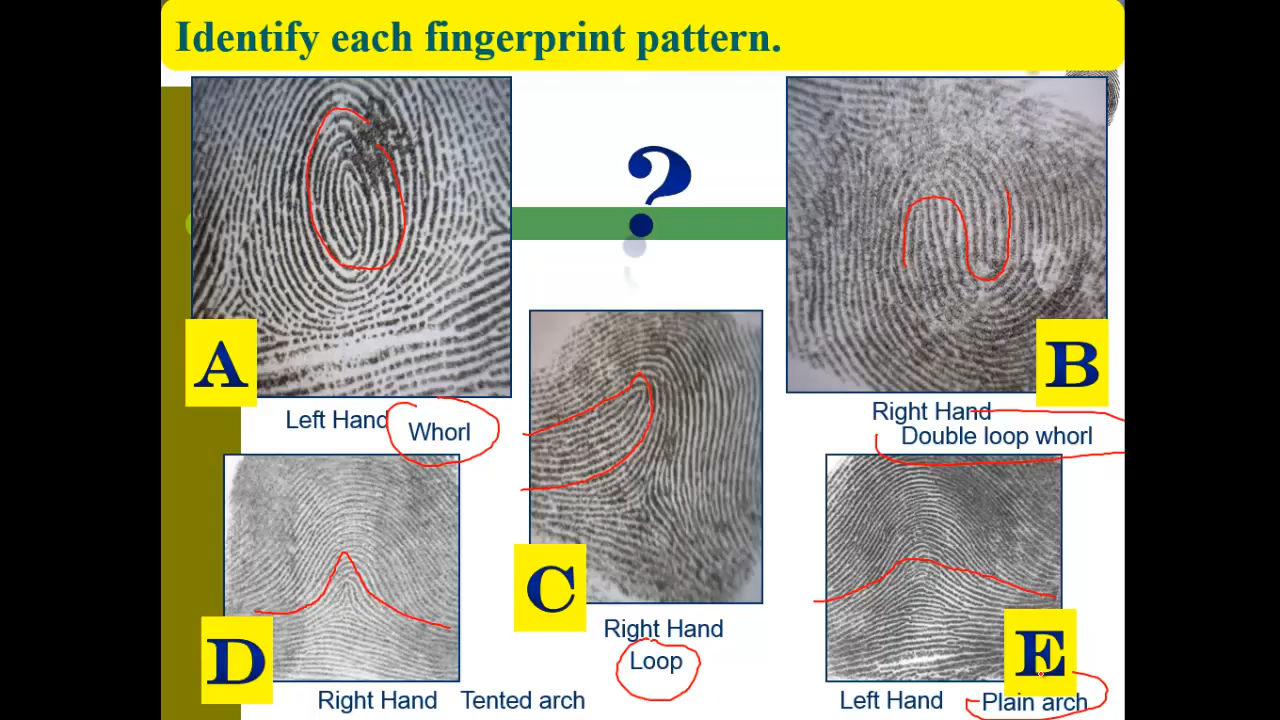 Identify each fingerprint pattern.
?
A
Left Hand
Whorl
B
Right Hand
Double loop whorl
C
Right Hand
Loop
D
Right Hand Tented arch
E
Left Hand Plain arch